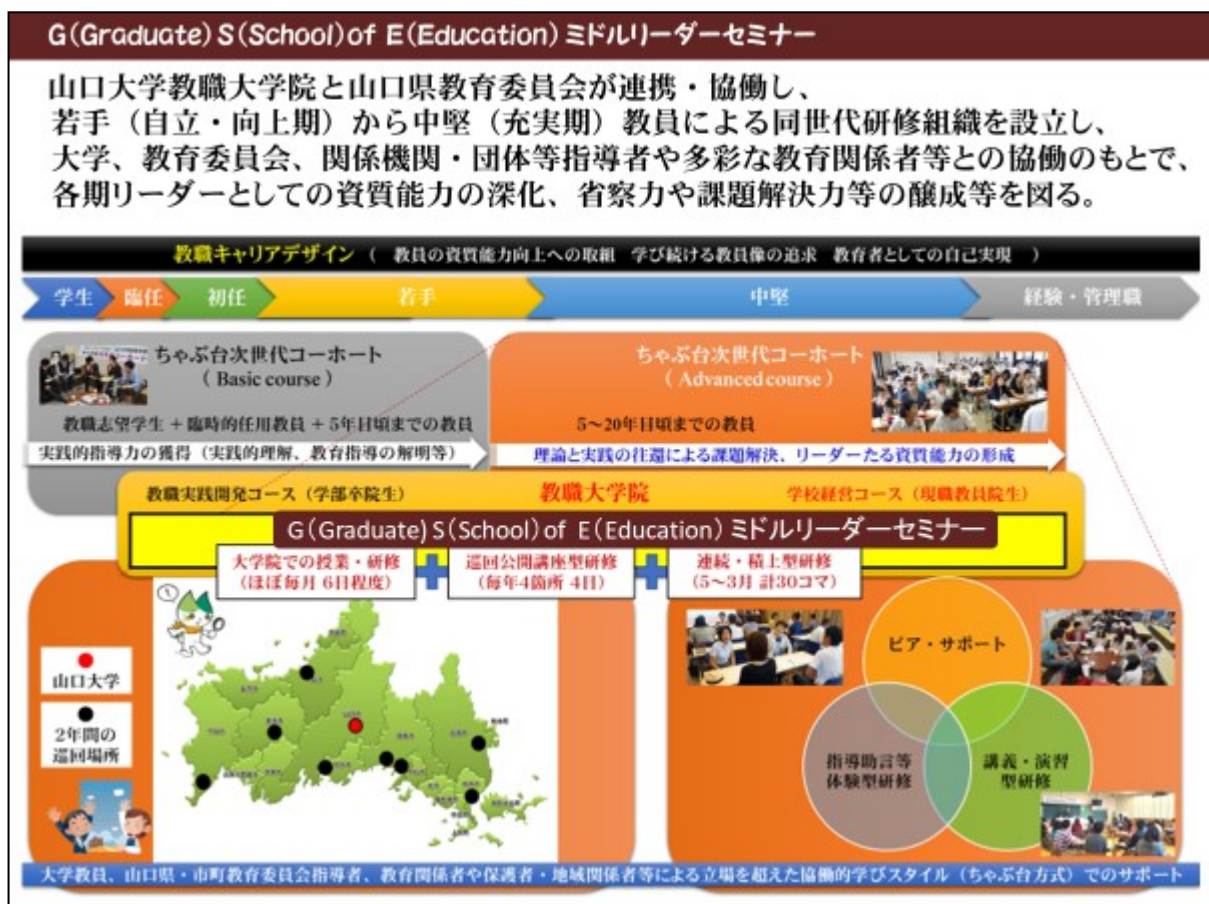 G(Graduate) S(School)of E(Education) ミドルリーダーセミナー
山口大学教職大学院と山口県教育委員会が連携・協働し、
若手（自立・向上期）から中堅（充実期）教員による同世代研修組織を設立し、
大学、教育委員会、関係機関・団体等指導者や多彩な教育関係者等との協働のもとで、
各期リーダーとしての資質能力の深化、省察力や課題解決力等の醸成等を図る。
教職キャリアデザイン（ 教員の資質能力向上への取組 学び続ける教員像の追求 教育者としての自己実現 ）
学生 臨任 初任 若手 中堅 経験・管理職
ちゃぶ台次世代コーホート
（ Basic course ）
教職志望学生 + 臨時的任用教員 + 5年目頃までの教員
実践的指導力の獲得（実践的理解、教育指導の解明等）
ちゃぶ台次世代コーホート
（ Advanced course ）
5～20年目頃までの教員
理論と実践の往還による課題解決、リーダーたる資質能力の形成
教職実践開発コース（学部卒院生） 教職大学院 学校経営コース（現職教員院生）
G(Graduate) S(School)of E(Education) ミドルリーダーセミナー
大学院での授業・研修
（ほぼ毎月 6日程度）
巡回公開講座型研修
（毎年4箇所 4日）
連続・積上型研修
（5～3月 計30コマ）
山口大学
2年間の
巡回場所
ピア・サポート
指導助言等
体験型研修
講義・演習
型研修
大学教員、山口県・市町教育委員会指導者、教育関係者や保護者・地域関係者等による立場を超えた協働的学びスタイル（ちゃぶ台方式）でのサポート